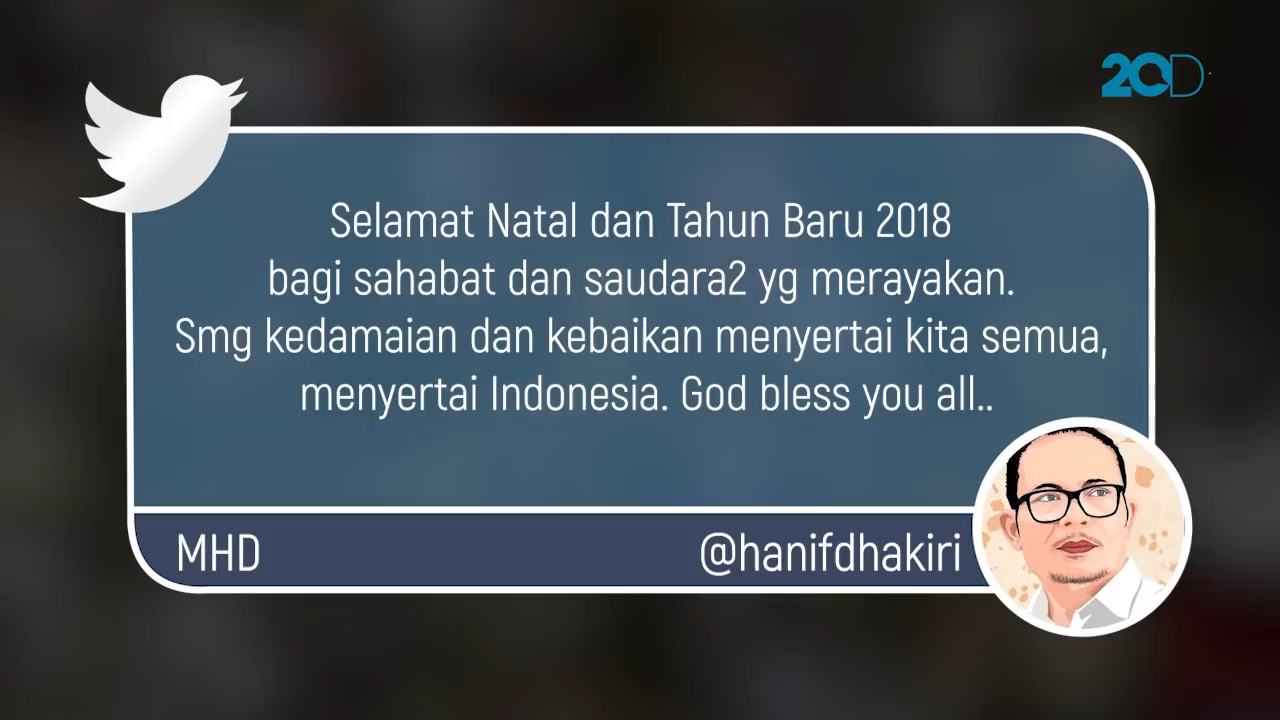 20D
Selamat Natal dan Tahun Baru 2018
bagi sahabat dan saudara2 yg merayakan.
Smg kedamaian dan kebaikan menyertai kita semua,
menyertai Indonesia. God bless you all..
MHD
@hanifdhakiri